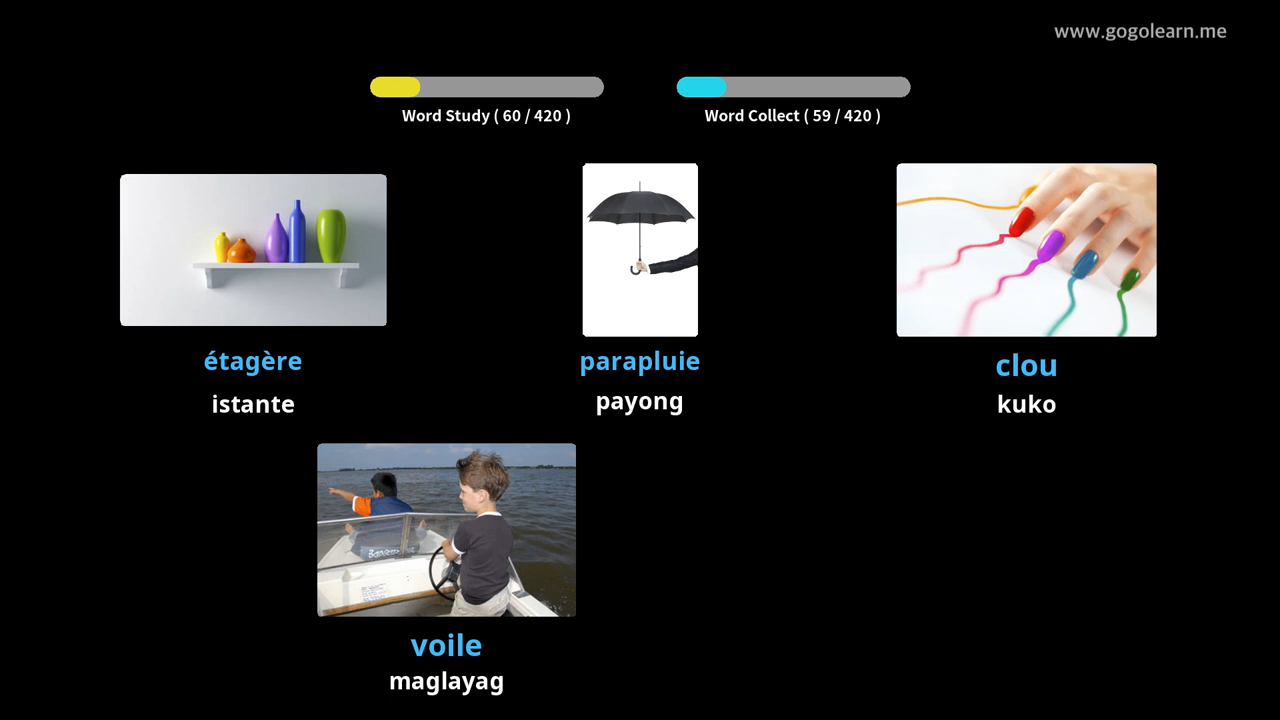 www.gogolearn.me
Word Study ( 60 / 420 )
Word Collect ( 59 / 420 )
étagère
istante
parapluie
payong
clou
kuko
voile
maglayag